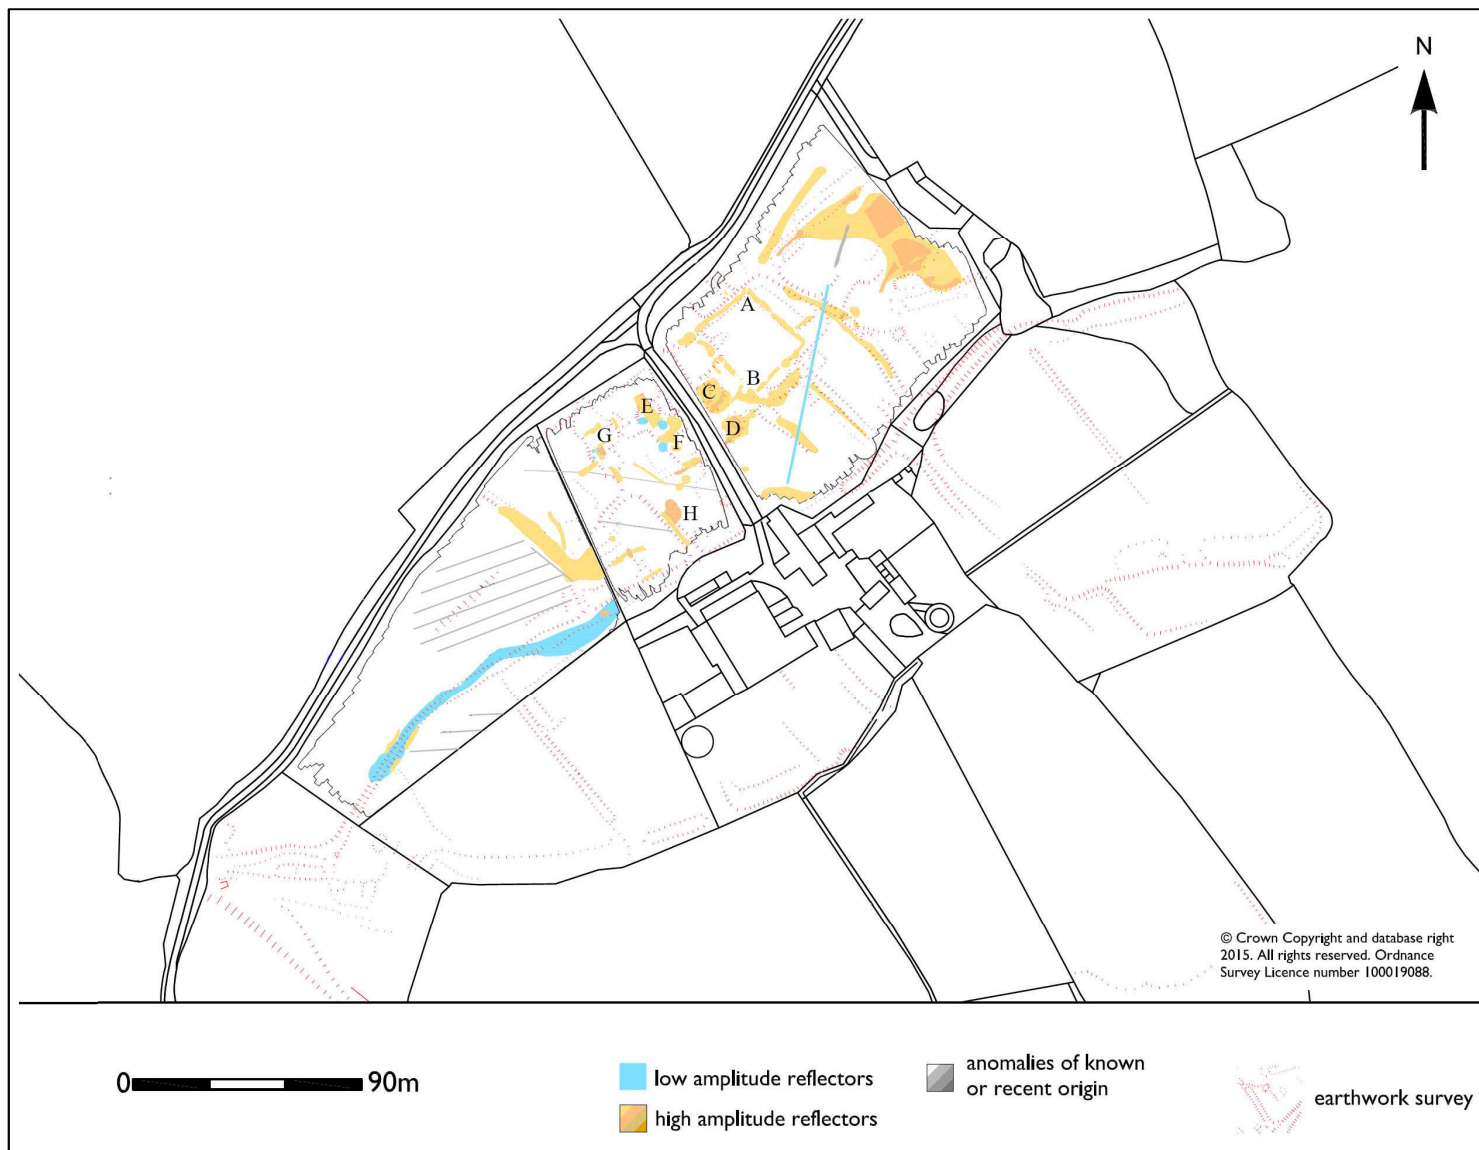 N
A
B
C
D
E
F
G
H
© Crown Copyright and database right
2015. All rights reserved. Ordnance
Survey Licence number 100019088.
0 90m
low amplitude reflectors
high amplitude reflectors
anomalies of known
or recent origin
earthwork survey